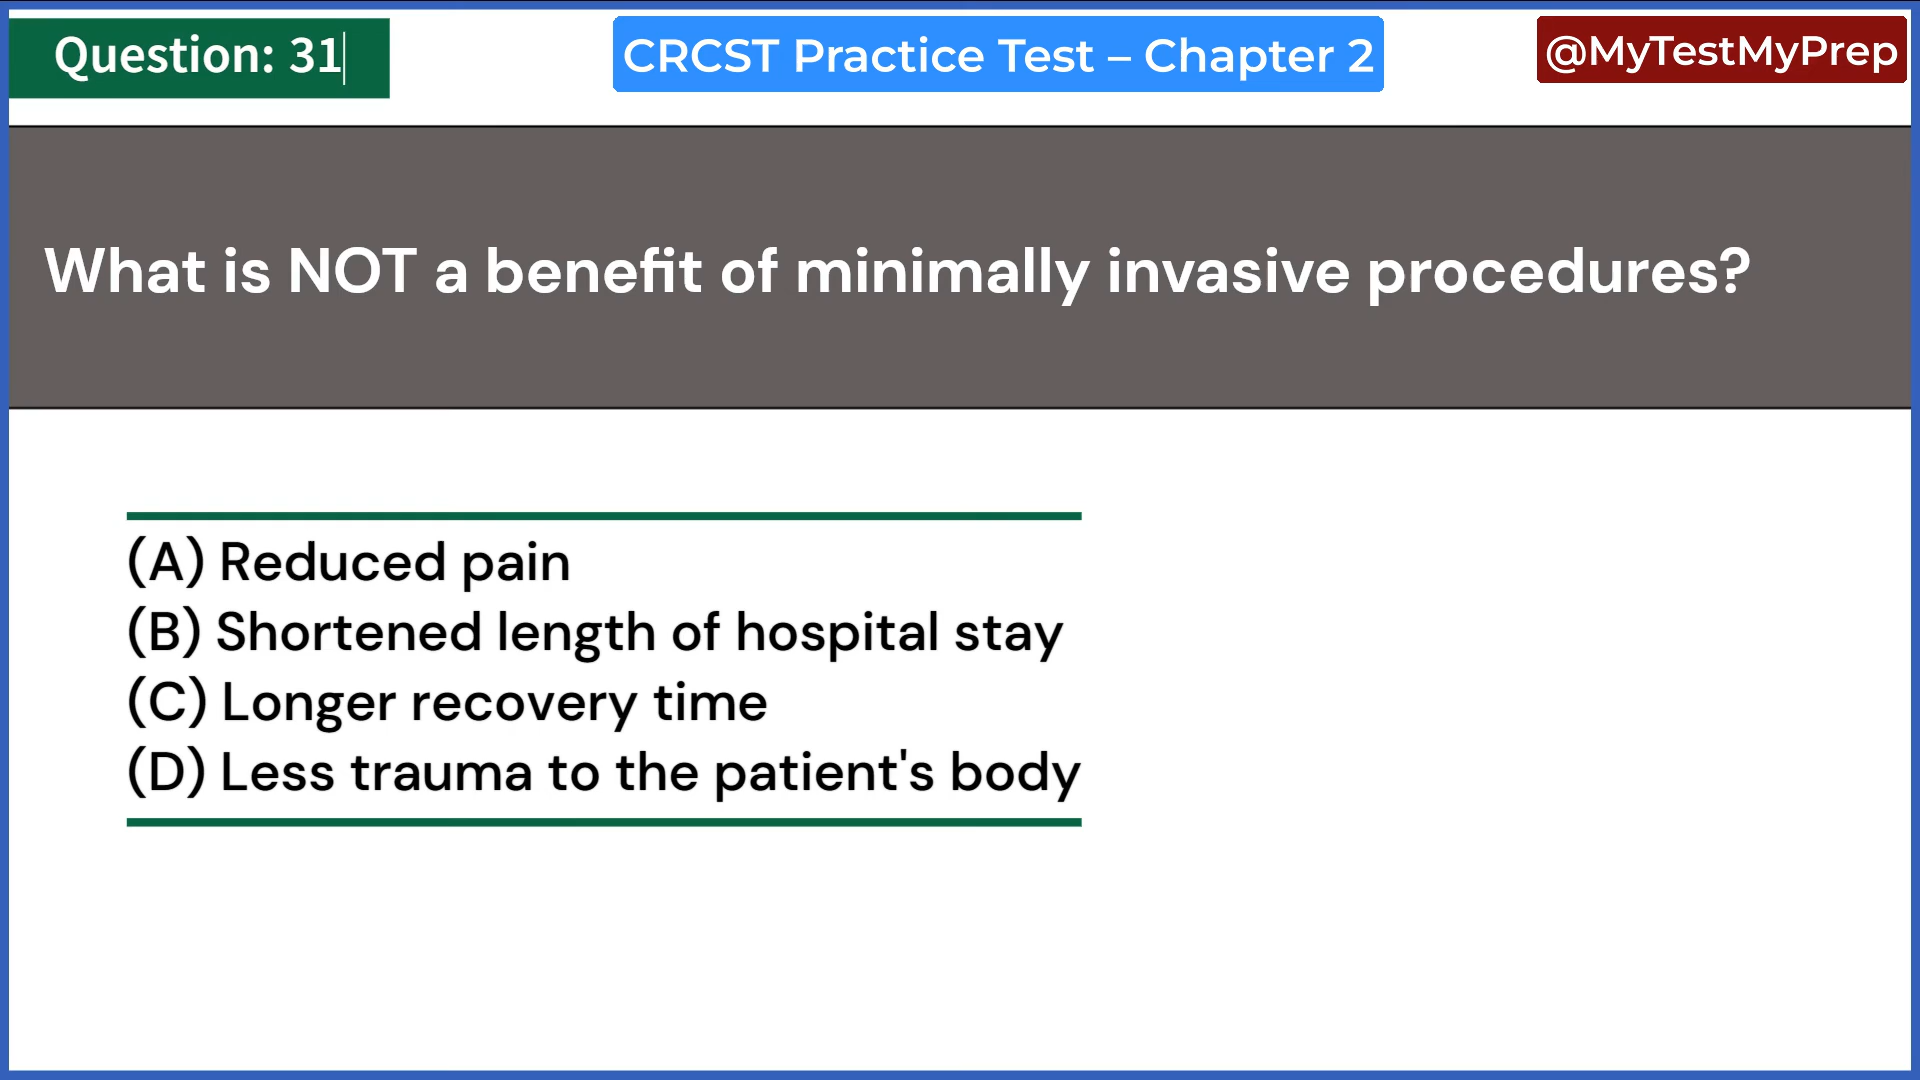 Question: 31
CRCST Practice Test – Chapter 2
@MyTestMyPrep
What is NOT a benefit of minimally invasive procedures?
(A) Reduced pain
(B) Shortened length of hospital stay
(C) Longer recovery time
(D) Less trauma to the patient's body